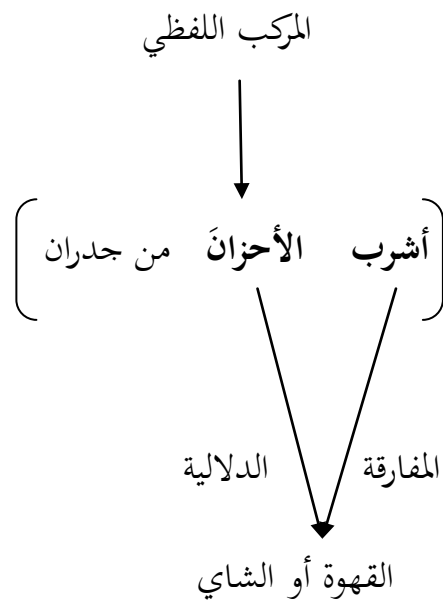 المركب اللفظي
أشرب الأحزانَ من جدران
المفارقة الدلالية
القهوة أو الشاي